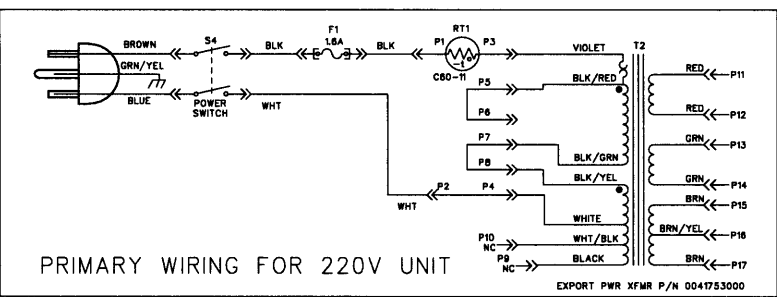 F1
1.6A
RT1
BROWN
S4
BLK
BLK
P1
P3
VIOLET
T2
GRN/YEL
-t
C60-11
BLK/RED
P5
RED
P11
BLUE
POWER
SWITCH
WHT
P6
RED
P12
P7
GRN
P13
BLK/GRN
P8
BLK/YEL
GRN
P14
P2
P4
BRN
P15
WHT
WHITE
P10
NC
WHT/BLK
BRN/YEL
P16
P9
NC
BLACK
BRN
P17
PRIMARY WIRING FOR 220V UNIT
EXPORT PWR XFMR P/N 0041753000